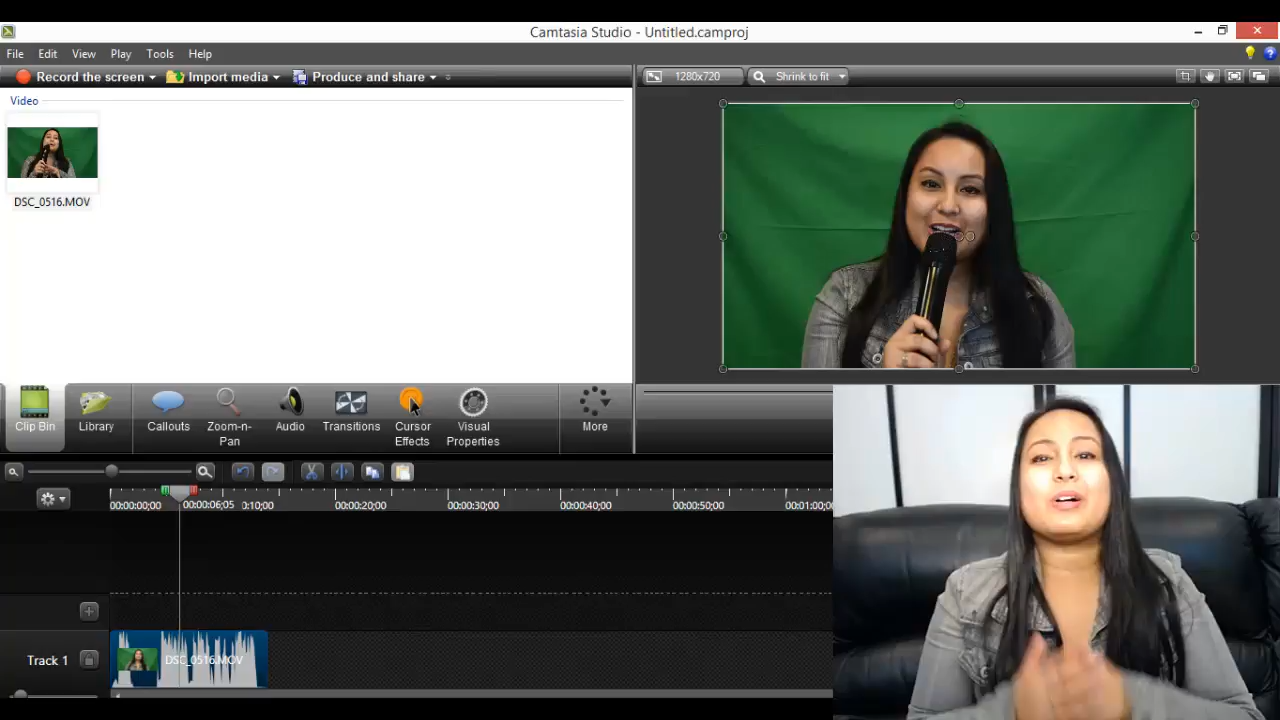 Camtasia Studio - Untitled.camproj
File Edit View Play Tools Help
Record the screen Import media Produce and share
1280x720 Shrink to fit
Video
DSC_0516.MOV
Clip Bin Library Callouts Zoom-n-Pan Audio Transitions Cursor Effects Visual Properties More
00:00:00;00 00:00:06;05 0:10;00 00:00:20;00 00:00:30;00 00:00:40;00 00:00:50;00 00:01:00;
Track 1 DSC_0516.MOV